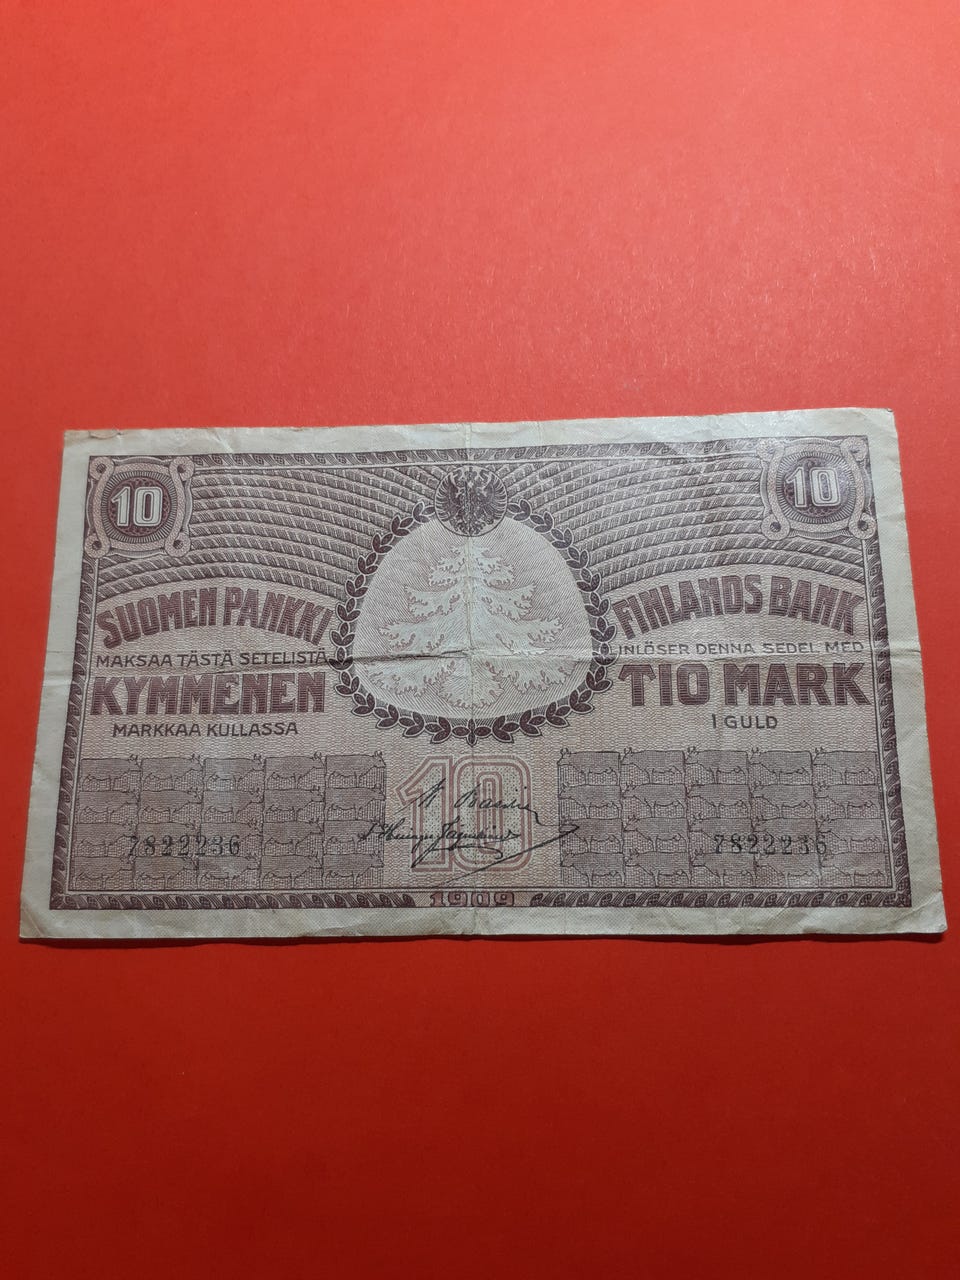 10 10
SUOMEN PANKKI
MAKSAA TÄSTÄ SETELISTÄ
KYMMENEN
MARKKAA KULLASSA
FINLANDS BANK
INLÖSER DENNA SEDEL MED
TIO MARK
I GULD
10
7822236 7822236
1909